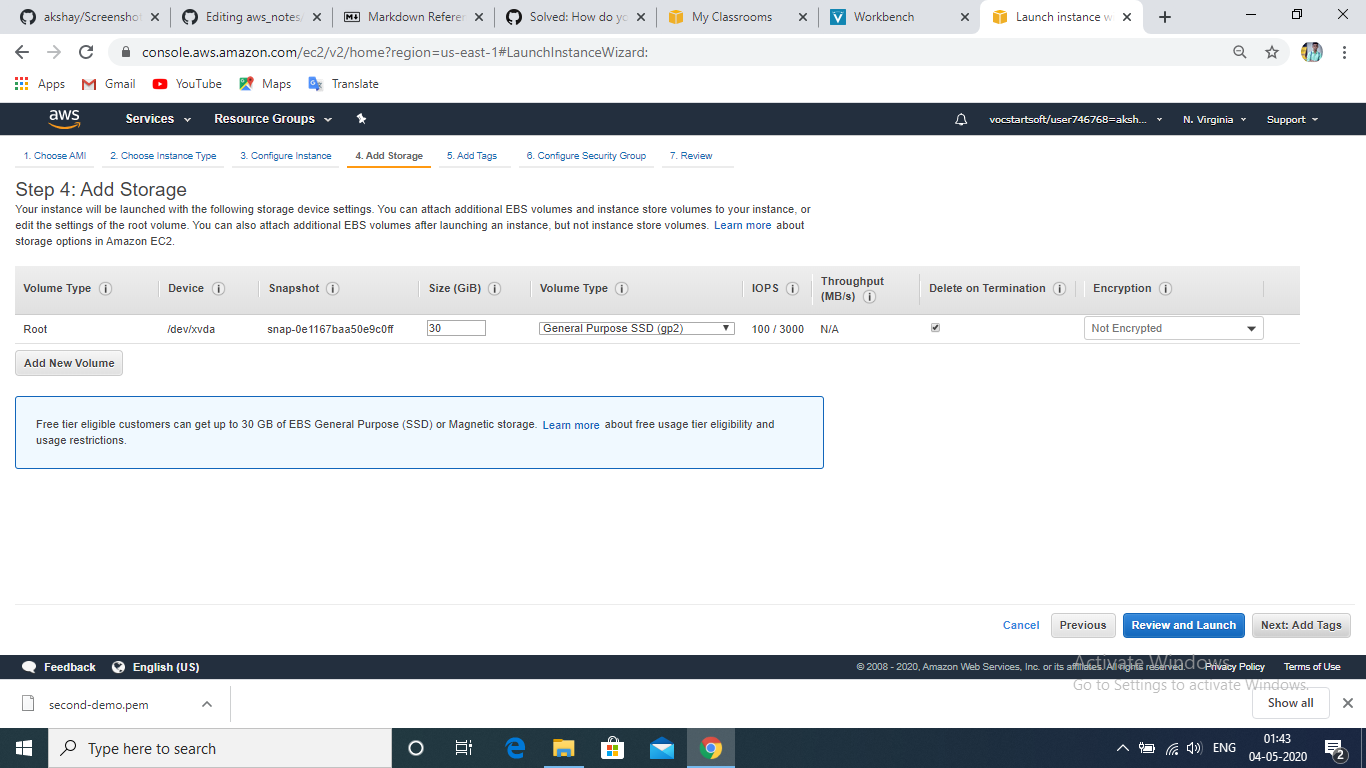 akshay/Screenshot
Editing aws_notes/
Markdown Referen
Solved: How do yo
My Classrooms
Workbench
Launch instance w
console.aws.amazon.com/ec2/v2/home?region=us-east-1#LaunchInstanceWizard:
Apps Gmail YouTube Maps Translate
aws Services Resource Groups vocstartsoft/user746768=aksh... N. Virginia Support
1. Choose AMI 2. Choose Instance Type 3. Configure Instance 4. Add Storage 5. Add Tags 6. Configure Security Group 7. Review
Step 4: Add Storage
Your instance will be launched with the following storage device settings. You can attach additional EBS volumes and instance store volumes to your instance, or
edit the settings of the root volume. You can also attach additional EBS volumes after launching an instance, but not instance store volumes. Learn more about
storage options in Amazon EC2.
Volume Type Device Snapshot Size (GiB) Volume Type IOPS Throughput (MB/s) Delete on Termination Encryption
Root /dev/xvda snap-0e1167baa50e9c0ff 30 General Purpose SSD (gp2) 100 / 3000 N/A Not Encrypted
Add New Volume
Free tier eligible customers can get up to 30 GB of EBS General Purpose (SSD) or Magnetic storage. Learn more about free usage tier eligibility and
usage restrictions.
Cancel Previous Review and Launch Next: Add Tags
Feedback English (US) © 2008 - 2020, Amazon Web Services, Inc. or its affiliates. All rights reserved. Privacy Policy Terms of Use
Activate Windows
Go to Settings to activate Windows.
second-demo.pem Show all
Type here to search ENG 01:43
04-05-2020 2